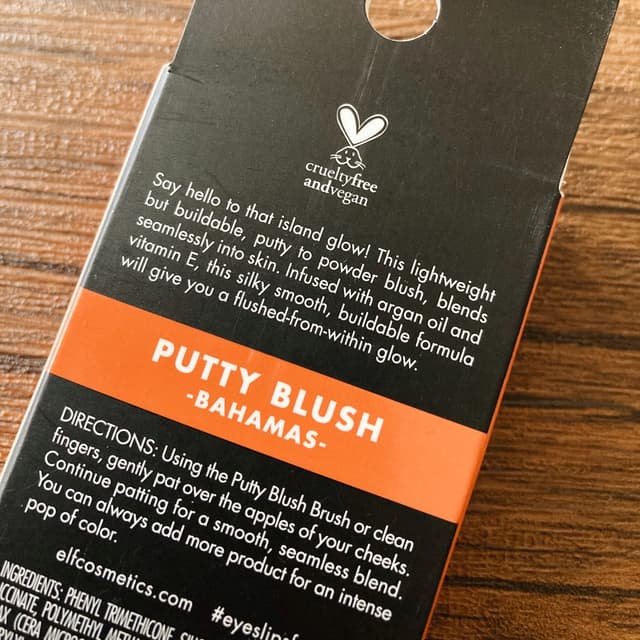 crueltyfree
andvegan
Say hello to that island glow! This lightweight
but buildable, putty to powder blush, blends
seamlessly into skin. Infused with argan oil and
vitamin E, this silky smooth, buildable formula
will give you a flushed-from-within glow.
PUTTY BLUSH
-BAHAMAS-
DIRECTIONS: Using the Putty Blush Brush or clean
fingers, gently pat over the apples of your cheeks.
Continue patting for a smooth, seamless blend.
You can always add more product for an intense
pop of color.
elfcosmetics.com #eyeslips
INGREDIENTS: PHENYL TRIMETHICONE,
POLYMETHYL
(CERA